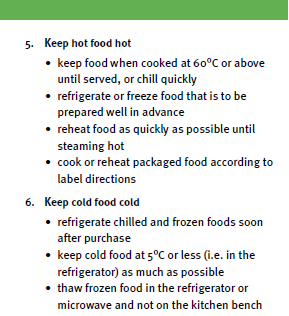 5. Keep hot food hot
• keep food when cooked at 60°C or above
until served, or chill quickly
• refrigerate or freeze food that is to be
prepared well in advance
• reheat food as quickly as possible until
steaming hot
• cook or reheat packaged food according to
label directions
6. Keep cold food cold
• refrigerate chilled and frozen foods soon
after purchase
• keep cold food at 5°C or less (i.e. in the
refrigerator) as much as possible
• thaw frozen food in the refrigerator or
microwave and not on the kitchen bench